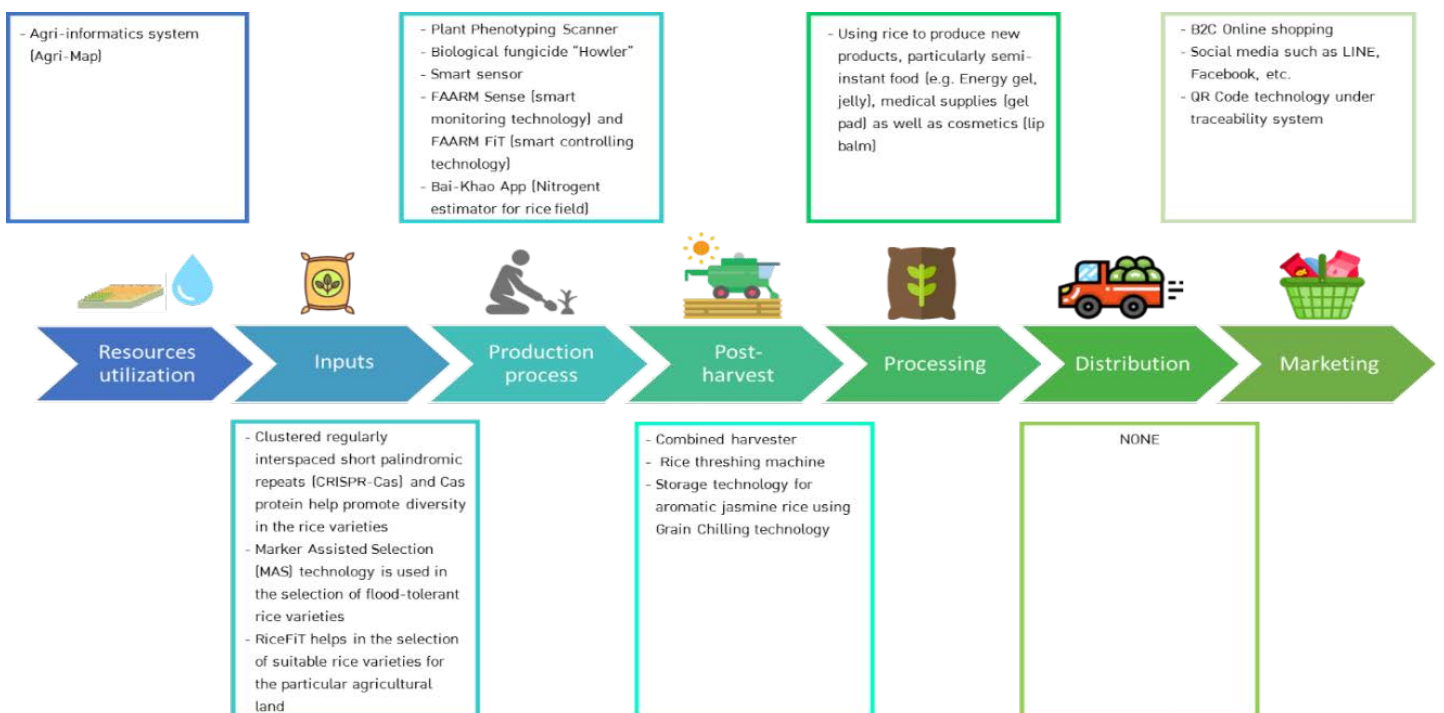 - Agri-informatics system
(Agri-Map)
- Plant Phenotyping Scanner
- Biological fungicide "Howler"
- Smart sensor
- FAARM Sense (smart
monitoring technology) and
FAARM FiT (smart controlling
technology)
- Bai-Khao App (Nitrogent
estimator for rice field)
- Using rice to produce new
products, particularly semi-
instant food (e.g. Energy gel,
jelly), medical supplies (gel
pad) as well as cosmetics (lip
balm)
- B2C Online shopping
- Social media such as LINE,
Facebook, etc.
- QR Code technology under
traceability system
Resources
utilization
Inputs
Production
process
Post-
harvest
Processing
Distribution
Marketing
- Clustered regularly
interspaced short palindromic
repeats (CRISPR-Cas) and Cas
protein help promote diversity
in the rice varieties
- Marker Assisted Selection
(MAS) technology is used in
the selection of flood-tolerant
rice varieties
- RiceFiT helps in the selection
of suitable rice varieties for
the particular agricultural
land
- Combined harvester
- Rice threshing machine
- Storage technology for
aromatic jasmine rice using
Grain Chilling technology
NONE